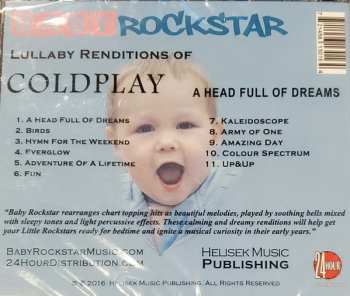 BABY ROCKSTAR
LULLABY RENDITIONS OF
COLDPLAY
A HEAD FULL OF DREAMS
1. A HEAD FULL OF DREAMS
2. BIRDS
3. HYMN FOR THE WEEKEND
4. EVERGLOW
5. ADVENTURE OF A LIFETIME
6. FUN
7. KALEIDOSCOPE
8. ARMY OF ONE
9. AMAZING DAY
10. COLOUR SPECTRUM
11. UP&UP
"Baby Rockstar rearranges chart topping hits as beautiful melodies, played by soothing bells mixed
with sleepy tones and light percussive effects. These calming and dreamy renditions will help get
your Little Rockstars ready for bedtime and ignite a musical curiosity in their early years."
BABYROCKSTARMUSIC.COM
24HOURDISTRIBUTION.COM
HELISEK MUSIC
PUBLISHING
24 HOUR
℗ © 2016 HELISEK MUSIC PUBLISHING. ALL RIGHTS RESERVED